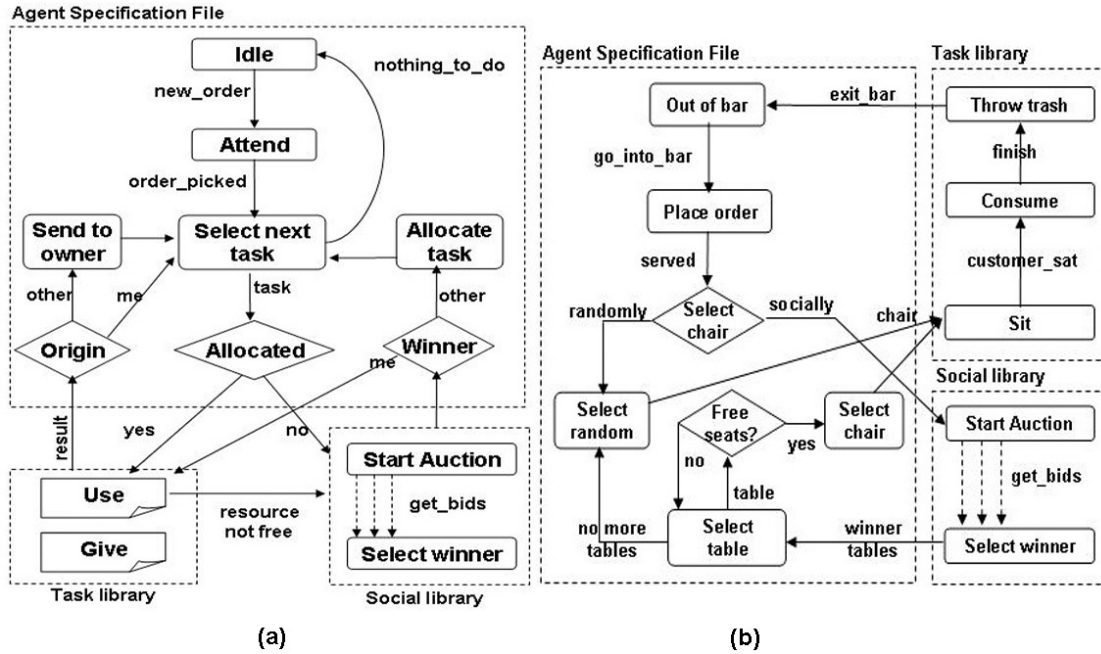 Agent Specification File
Idle
nothing_to_do
new_order
Attend
order_picked
Send to
owner
Select next
task
Allocate
task
other
me
task
other
Origin
Allocated
Winner
me
result
yes
no
Use
Give
resource
not free
Start Auction
get_bids
Select winner
Task library
Social library
(a)
Agent Specification File
Task library
Out of bar
exit_bar
Throw trash
go_into_bar
finish
Place order
Consume
served
customer_sat
randomly
Select
chair
socially
chair
Sit
Social library
Select
random
Free
seats?
yes
Select
chair
Start Auction
no
table
get_bids
no more
tables
Select
table
winner
tables
Select winner
(b)